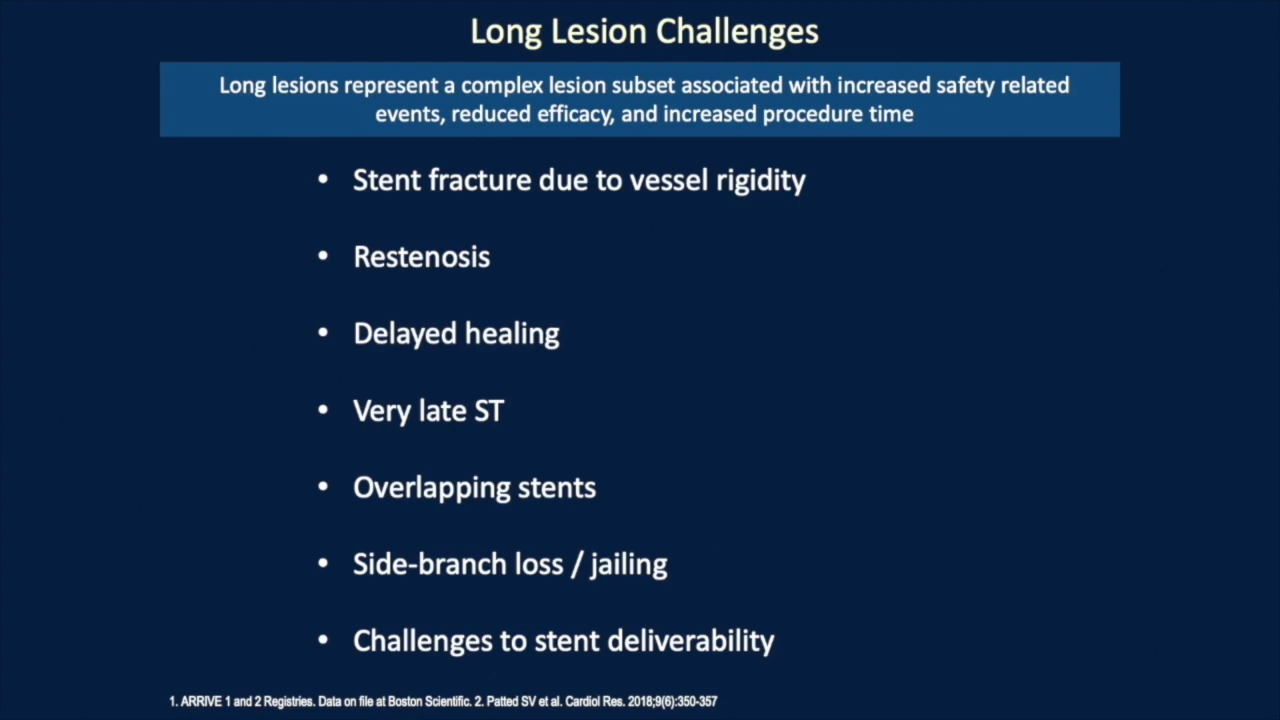 Long Lesion Challenges
Long lesions represent a complex lesion subset associated with increased safety related
events, reduced efficacy, and increased procedure time
• Stent fracture due to vessel rigidity
• Restenosis
• Delayed healing
• Very late ST
• Overlapping stents
• Side-branch loss / jailing
• Challenges to stent deliverability
1. ARRIVE 1 and 2 Registries. Data on file at Boston Scientific. 2. Patted SV et al. Cardiol Res. 2018;9(6):350-357